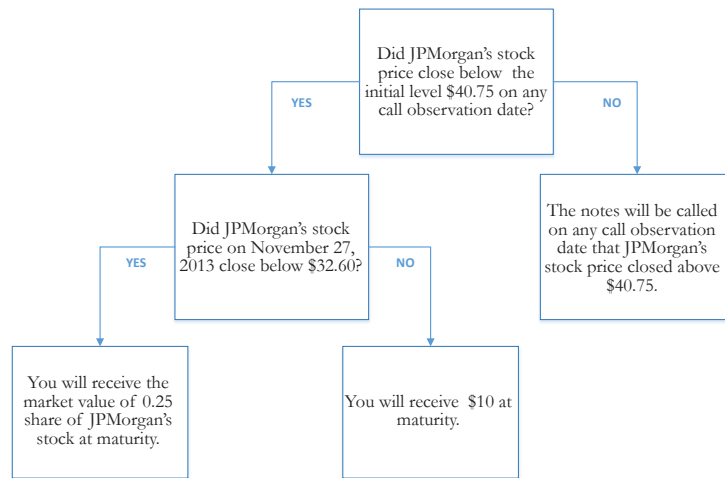 Did JPMorgan's stock
price close below the
initial level $40.75 on any
call observation date?
YES
NO
Did JPMorgan's stock
price on November 27,
2013 close below $32.60?
The notes will be called
on any call observation
date that JPMorgan's
stock price closed above
$40.75.
YES
NO
You will receive the
market value of 0.25
share of JPMorgan's
stock at maturity.
You will receive $10 at
maturity.